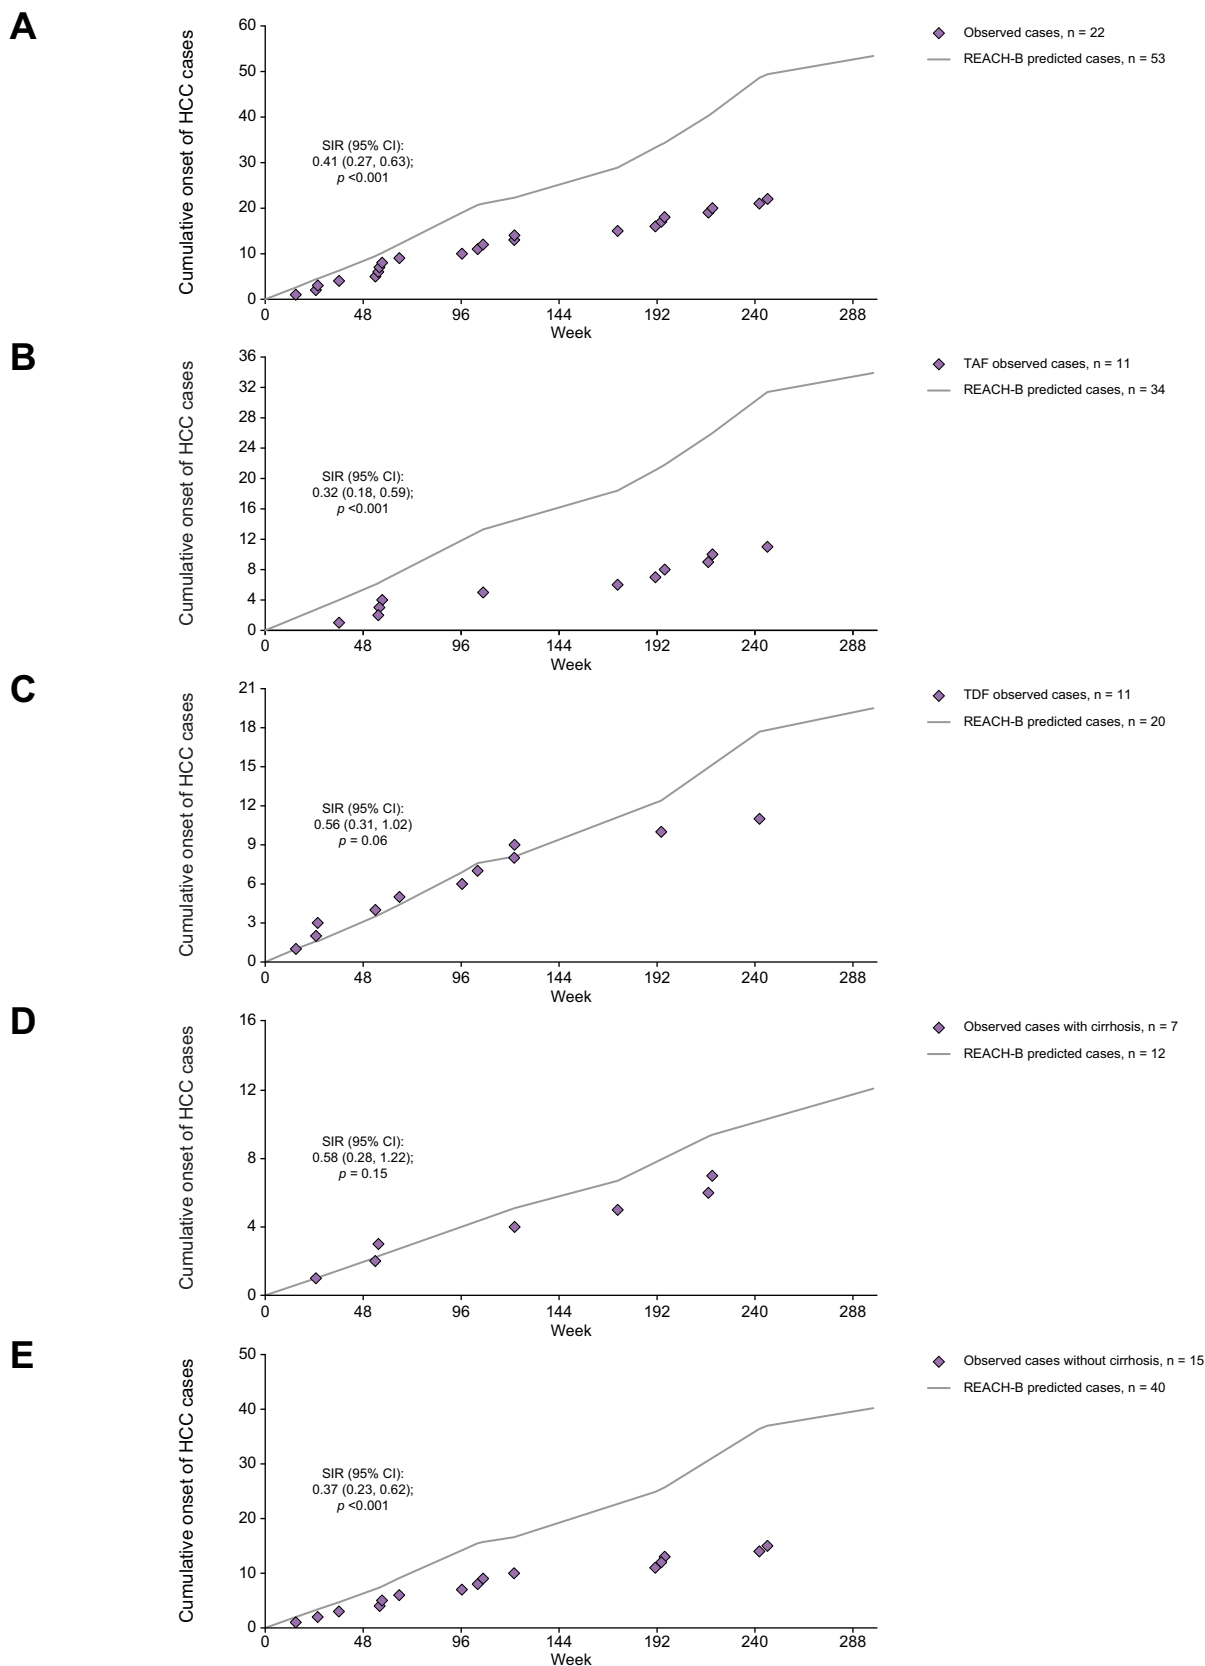 A
Cumulative onset of HCC cases
60
50
40
30
20
10
0
SIR (95% CI):
0.41 (0.27, 0.63);
p <0.001
0 48 96 144 192 240 288
Week
Observed cases, n = 22
REACH-B predicted cases, n = 53
B
Cumulative onset of HCC cases
36
32
28
24
20
16
12
8
4
0
SIR (95% CI):
0.32 (0.18, 0.59);
p <0.001
0 48 96 144 192 240 288
Week
TAF observed cases, n = 11
REACH-B predicted cases, n = 34
C
Cumulative onset of HCC cases
21
18
15
12
9
6
3
0
SIR (95% CI):
0.56 (0.31, 1.02)
p = 0.06
0 48 96 144 192 240 288
Week
TDF observed cases, n = 11
REACH-B predicted cases, n = 20
D
Cumulative onset of HCC cases
16
12
8
4
0
SIR (95% CI):
0.58 (0.28, 1.22);
p = 0.15
0 48 96 144 192 240 288
Week
Observed cases with cirrhosis, n = 7
REACH-B predicted cases, n = 12
E
Cumulative onset of HCC cases
50
40
30
20
10
0
SIR (95% CI):
0.37 (0.23, 0.62);
p <0.001
0 48 96 144 192 240 288
Week
Observed cases without cirrhosis, n = 15
REACH-B predicted cases, n = 40